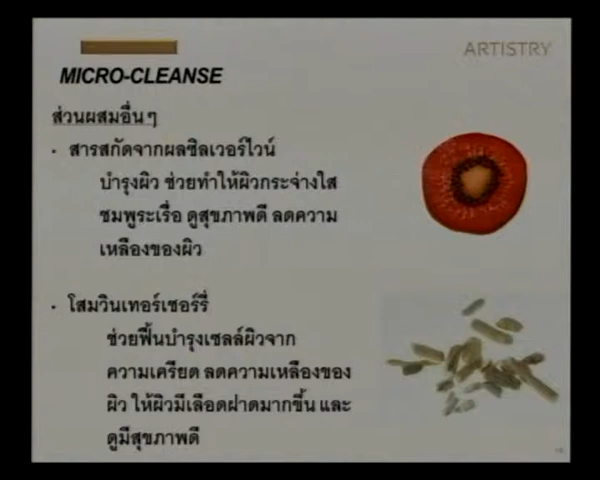 ARTISTRY
MICRO-CLEANSE
ส่วนผสมอื่นๆ
• สารสกัดจากผลซิลเวอร์ไวน์
บำรุงผิว ช่วยทำให้ผิวกระจ่างใส
ชมพูระเรื่อ ดูสุขภาพดี ลดความ
เหลืองของผิว
• โสมวินเทอร์เชอร์รี่
ช่วยฟื้นบำรุงเซลล์ผิวจาก
ความเครียด ลดความเหลืองของ
ผิว ให้ผิวมีเลือดฝาดมากขึ้น และ
ดูมีสุขภาพดี